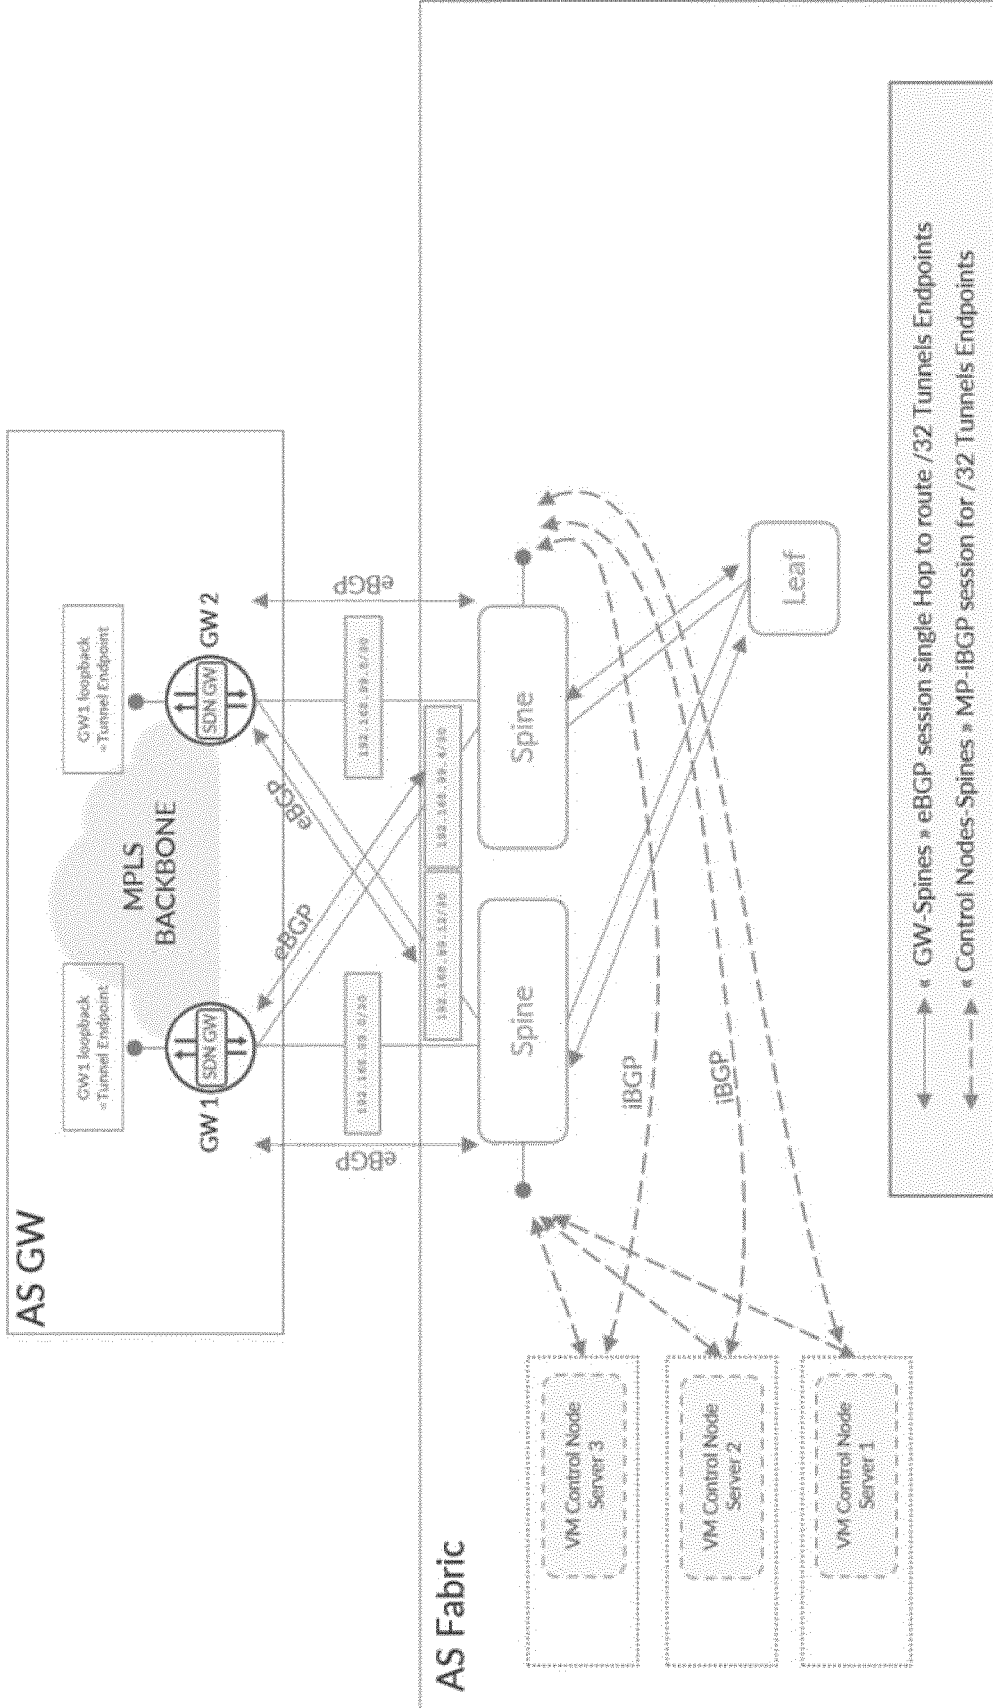 AS GW
GW1 loopback
=Tunnel Endpoint
GW1 loopback
=Tunnel Endpoint
MPLS
BACKBONE
GW 1
SDN GW
SDN GW
GW 2
eBGP
eBGP
eBGP
eBGP
192.168.99.0/30
192.168.99.8/30
192.168.99.12/30
192.168.99.4/30
AS Fabric
Spine
Spine
VM Control Node
Server 3
iBGP
VM Control Node
Server 2
iBGP
Leaf
VM Control Node
Server 1
« GW-Spines » eBGP session single Hop to route /32 Tunnels Endpoints
« Control Nodes-Spines » MP-iBGP session for /32 Tunnels Endpoints